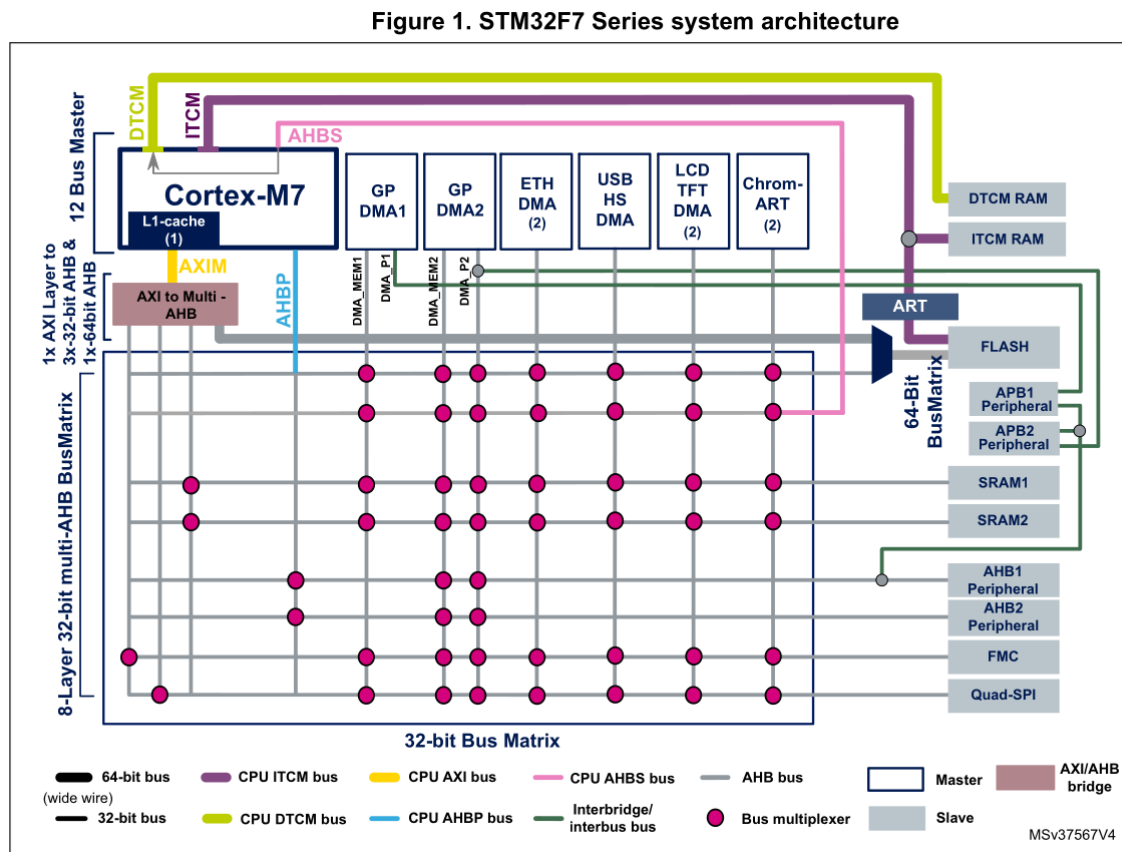 Figure 1. STM32F7 Series system architecture
DTCM
ITCM
AHBS
12 Bus Master
Cortex-M7
L1-cache
(1)
GP
DMA1
GP
DMA2
ETH
DMA
(2)
USB
HS
DMA
LCD
TFT
DMA
(2)
Chrom-
ART
(2)
DTCM RAM
ITCM RAM
1x AXI Layer to
3x-32-bit AHB &
1x-64bit AHB
AXIM
AXI to Multi -
AHB
AHBP
DMA_MEM1
DMA_P1
DMA_MEM2
DMA_P2
ART
FLASH
64-Bit
BusMatrix
APB1
Peripheral
APB2
Peripheral
8-Layer 32-bit multi-AHB BusMatrix
SRAM1
SRAM2
AHB1
Peripheral
AHB2
Peripheral
FMC
Quad-SPI
32-bit Bus Matrix
64-bit bus
(wide wire)
32-bit bus
CPU ITCM bus
CPU DTCM bus
CPU AXI bus
CPU AHBP bus
CPU AHBS bus
Interbridge/
interbus bus
AHB bus
Bus multiplexer
Master
Slave
AXI/AHB
bridge
MSv37567V4